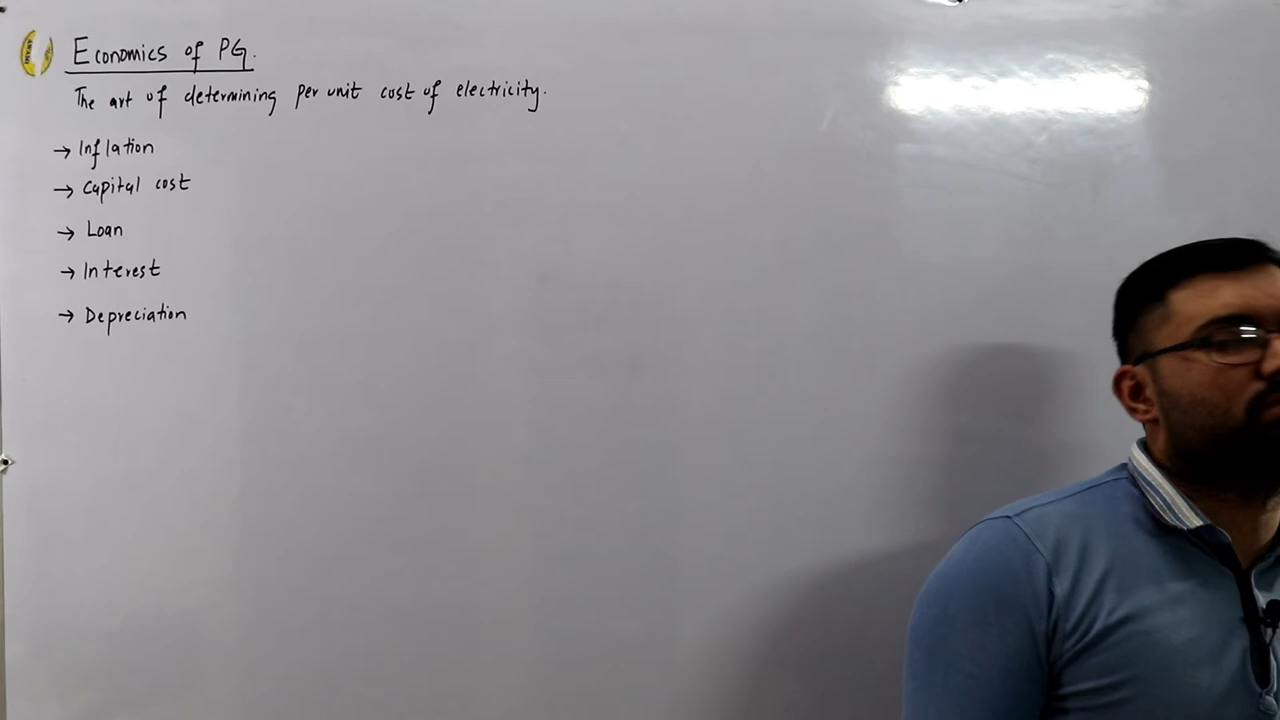 Economics of PG.
The art of determining per unit cost of electricity.
→ Inflation
→ Capital cost
→ Loan
→ Interest
→ Depreciation